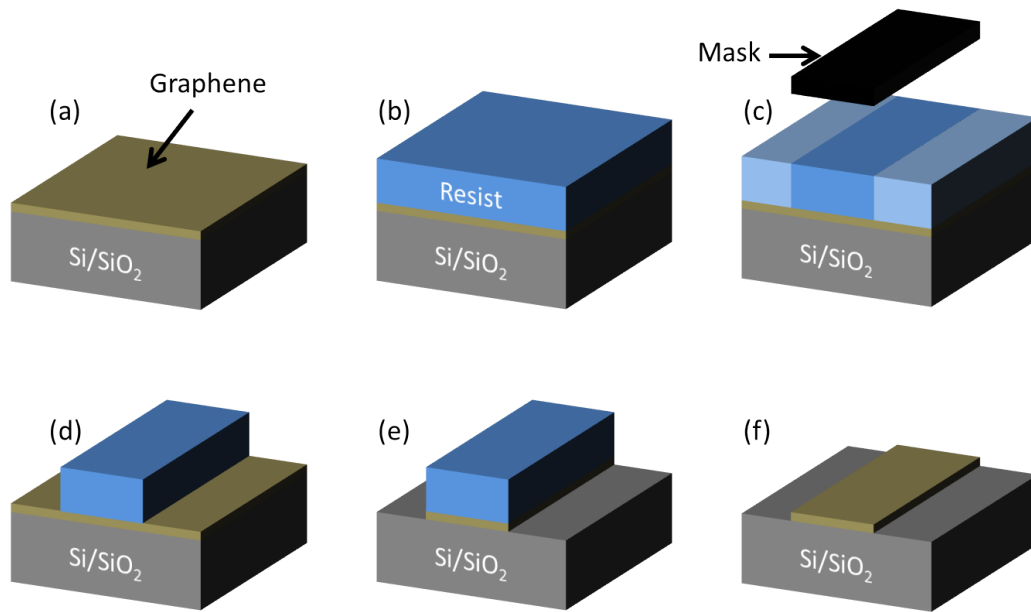 Graphene
(a)
Si/SiO₂
(b)
Resist
Si/SiO₂
Mask
(c)
Si/SiO₂
(d)
Si/SiO₂
(e)
Si/SiO₂
(f)
Si/SiO₂